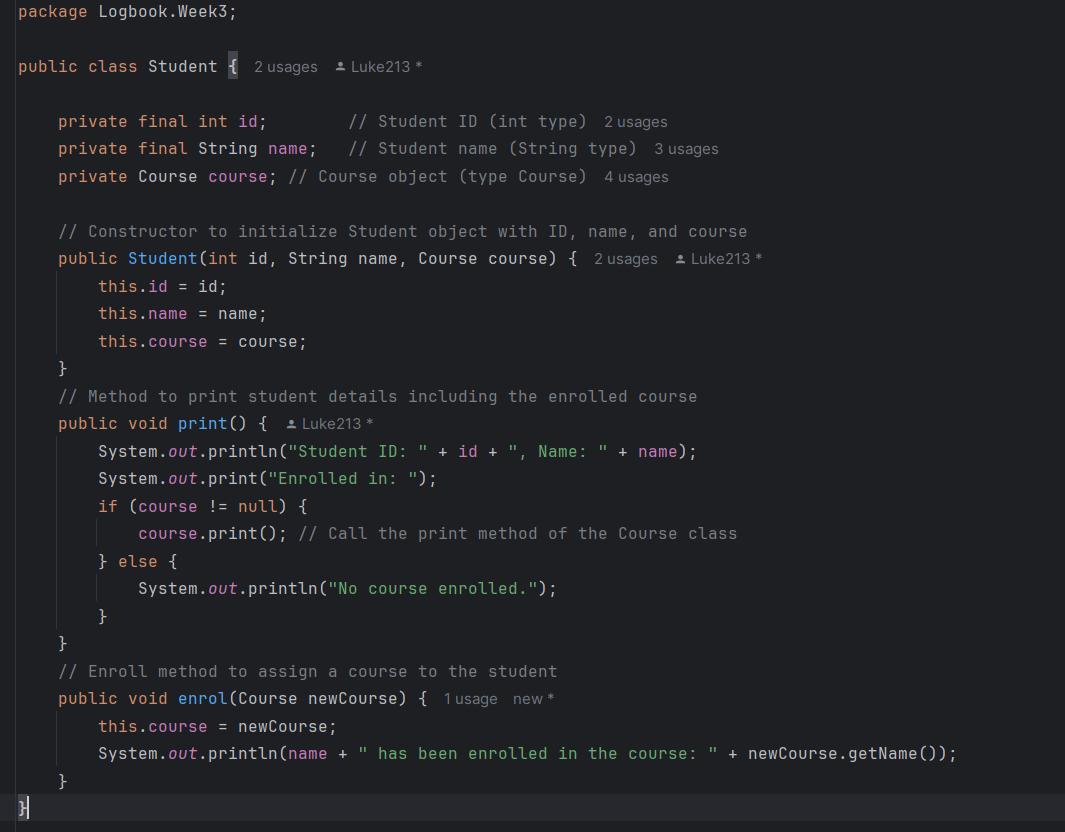 package Logbook.Week3;
public class Student {  2 usages  Luke213 *
    private final int id;        // Student ID (int type)  2 usages
    private final String name;   // Student name (String type)  3 usages
    private Course course; // Course object (type Course)  4 usages
    // Constructor to initialize Student object with ID, name, and course
    public Student(int id, String name, Course course) {  2 usages  Luke213 *
        this.id = id;
        this.name = name;
        this.course = course;
    }
    // Method to print student details including the enrolled course
    public void print() {  Luke213 *
        System.out.println("Student ID: " + id + ", Name: " + name);
        System.out.print("Enrolled in: ");
        if (course != null) {
            course.print(); // Call the print method of the Course class
        } else {
            System.out.println("No course enrolled.");
        }
    }
    // Enroll method to assign a course to the student
    public void enrol(Course newCourse) {  1 usage  new *
        this.course = newCourse;
        System.out.println(name + " has been enrolled in the course: " + newCourse.getName());
    }
}